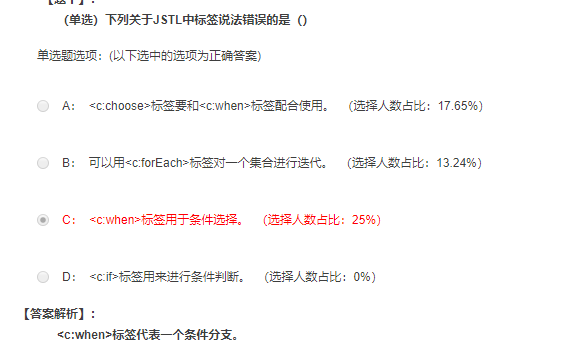 【题干】：
（单选）下列关于JSTL中标签说法错误的是（）
单选题选项：(以下选中的选项为正确答案)
A： <c:choose>标签要和<c:when>标签配合使用。 （选择人数占比：17.65%）
B： 可以用<c:forEach>标签对一个集合进行迭代。 （选择人数占比：13.24%）
C： <c:when>标签用于条件选择。 （选择人数占比：25%）
D： <c:if>标签用来进行条件判断。 （选择人数占比：0%）
【答案解析】：
<c:when>标签代表一个条件分支。